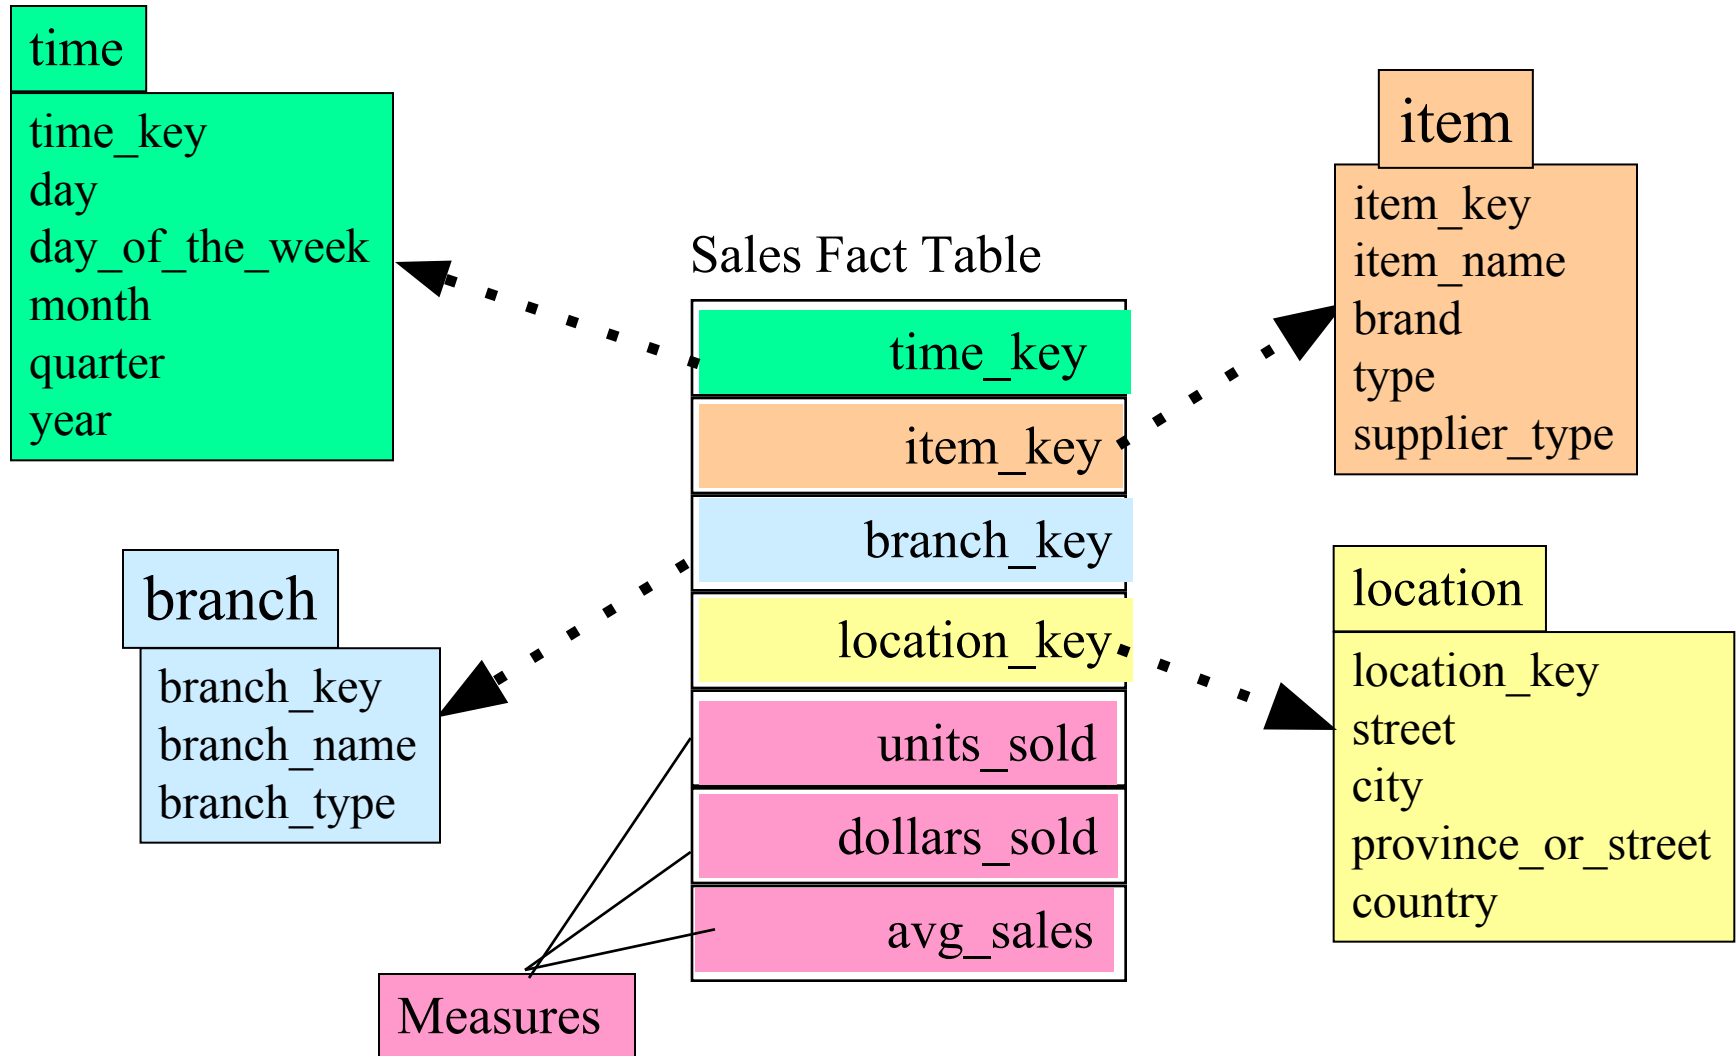 time
time_key
day
day_of_the_week
month
quarter
year
branch
branch_key
branch_name
branch_type
Sales Fact Table
time_key
item_key
branch_key
location_key
units_sold
dollars_sold
avg_sales
Measures
item
item_key
item_name
brand
type
supplier_type
location
location_key
street
city
province_or_street
country